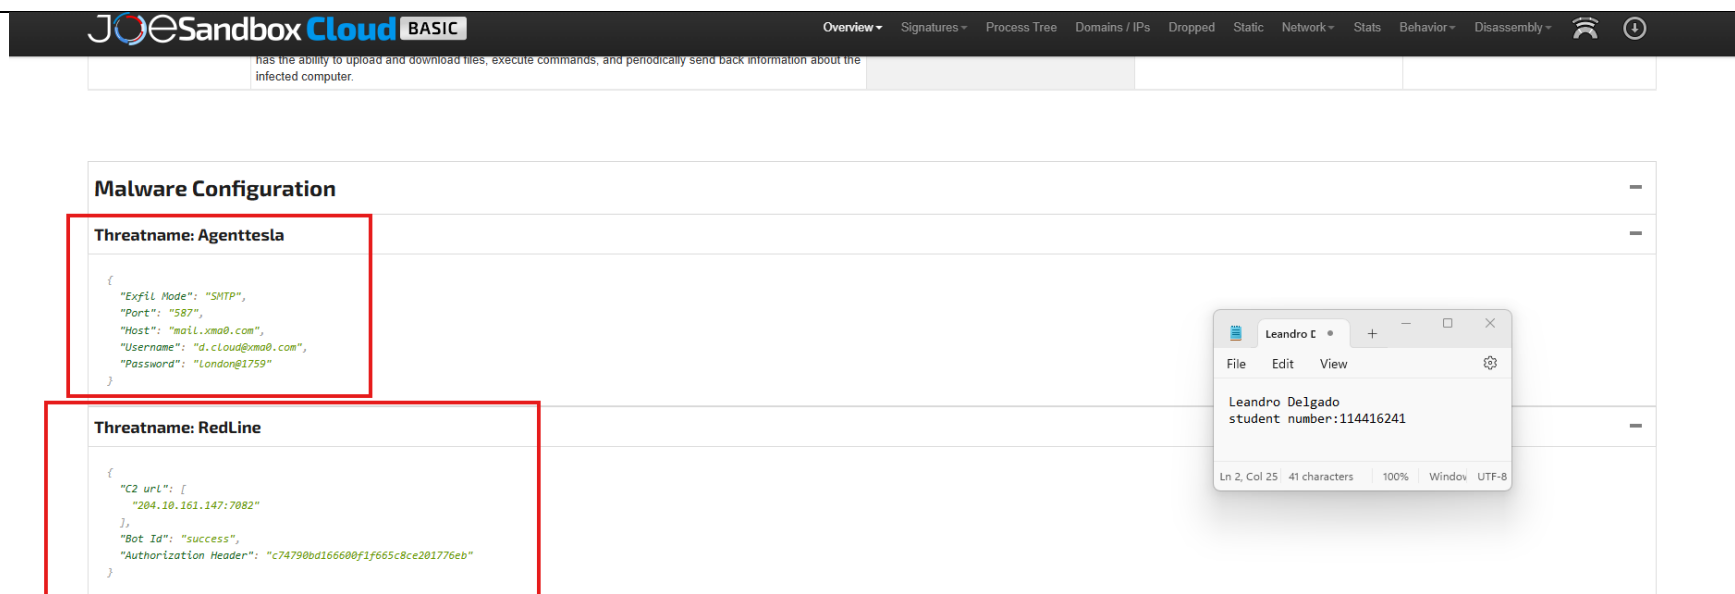 JOeSandbox Cloud BASIC
Overview Signatures Process Tree Domains / IPs Dropped Static Network Stats Behavior Disassembly
has the ability to upload and download files, execute commands, and periodically send back information about the
infected computer.
Malware Configuration
Threatname: Agenttesla
{
"Exfil Mode": "SMTP",
"Port": "587",
"Host": "mail.xma0.com",
"Username": "d.cloud@xma0.com",
"Password": "london@1759"
}
Threatname: RedLine
{
"C2 url": [
"204.10.161.147:7082"
],
"Bot Id": "success",
"Authorization Header": "c74790bd166600f1f665c8ce201776eb"
}
Leandro D
File Edit View
Leandro Delgado
student number:114416241
Ln 2, Col 25 41 characters 100% Window UTF-8